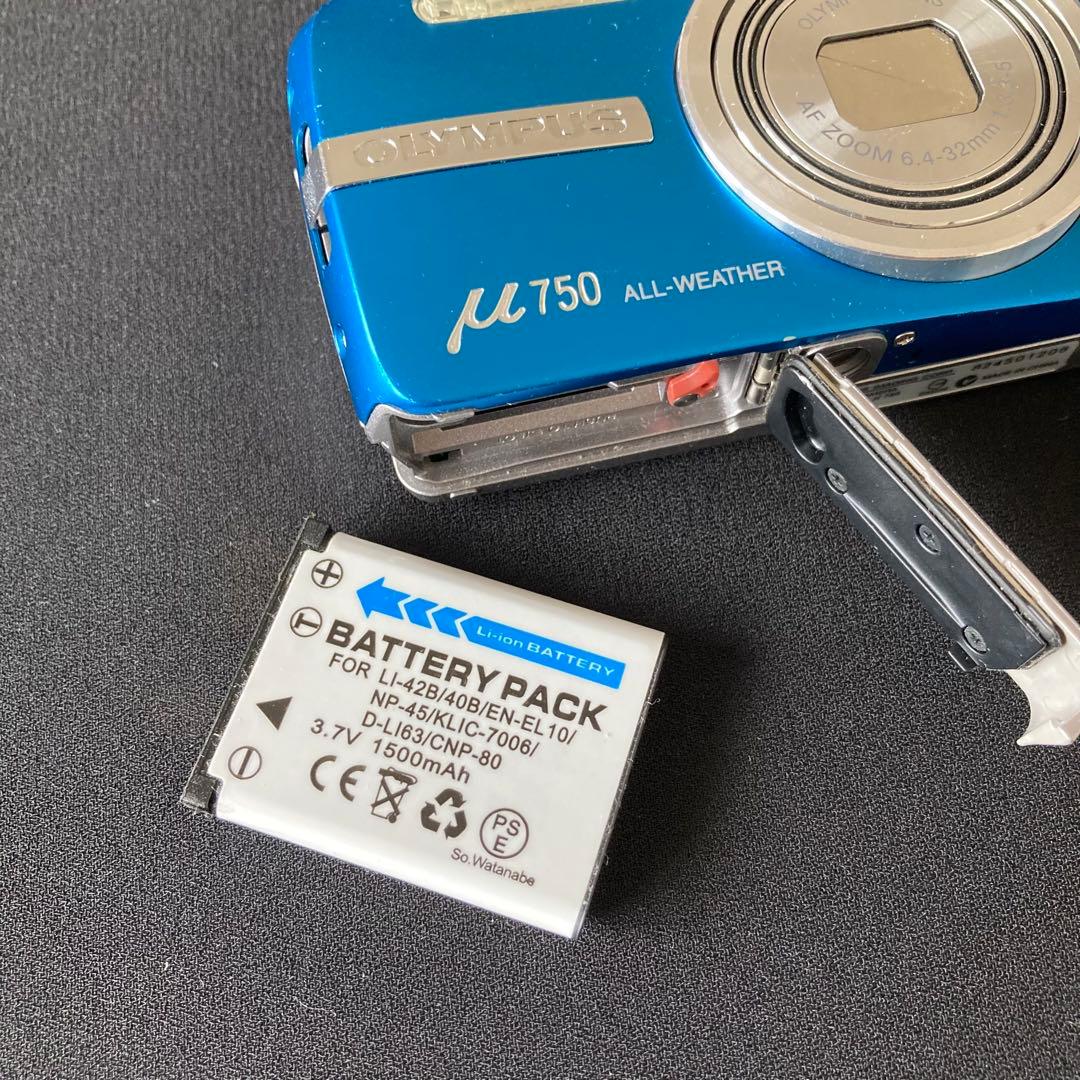 OLYMPUS
AF ZOOM 6.4-32mm
µ750 ALL-WEATHER
Li-ion BATTERY
BATTERY PACK
FOR LI-42B/40B/EN-EL10/
NP-45/KLIC-7006/
D-LI63/CNP-80
3.7V 1500mAh
CE
PS
E
So.Watanabe